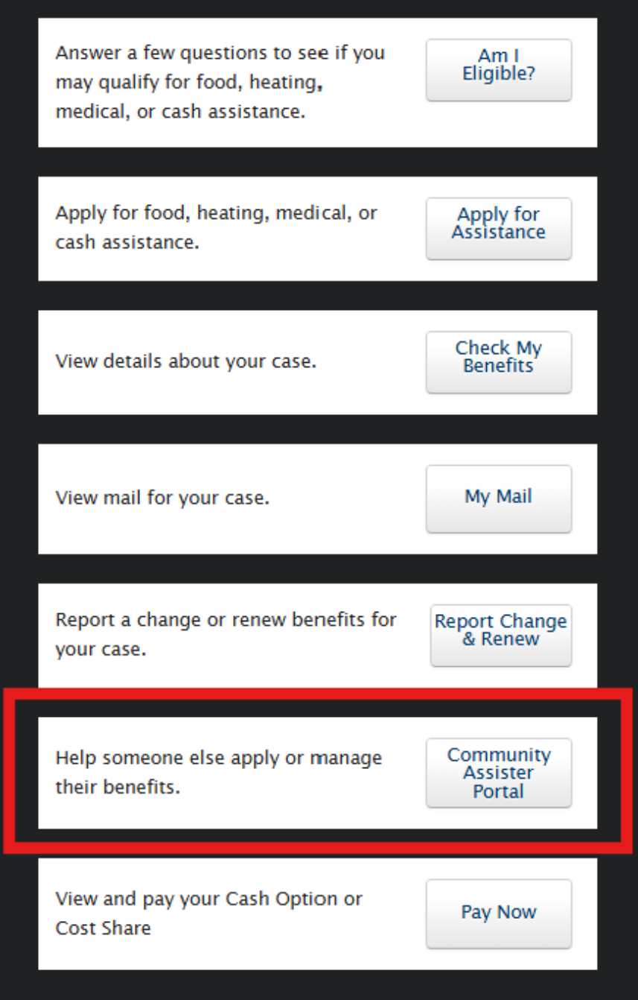 Answer a few questions to see if you
may qualify for food, heating,
medical, or cash assistance.
Am I
Eligible?
Apply for food, heating, medical, or
cash assistance.
Apply for
Assistance
View details about your case.
Check My
Benefits
View mail for your case.
My Mail
Report a change or renew benefits for
your case.
Report Change
& Renew
Help someone else apply or manage
their benefits.
Community
Assister
Portal
View and pay your Cash Option or
Cost Share
Pay Now